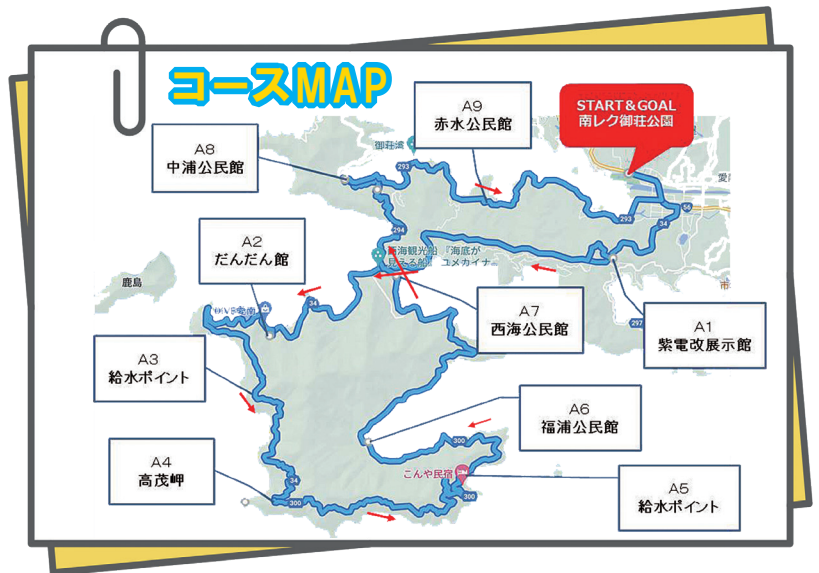 コースMAP
START&GOAL
南レク御荘公園
A9
赤水公民館
A8
中浦公民館
御荘湾
293
愛
56
34
293
294
A2
だんだん館
西海観光船 『海底が
見える船』 ユメカイナ
鹿島
34
市
297
A7
西海公民館
A1
紫電改展示館
A3
給水ポイント
A6
福浦公民館
300
A4
高茂岬
こんや民宿
34
300
300
A5
給水ポイント